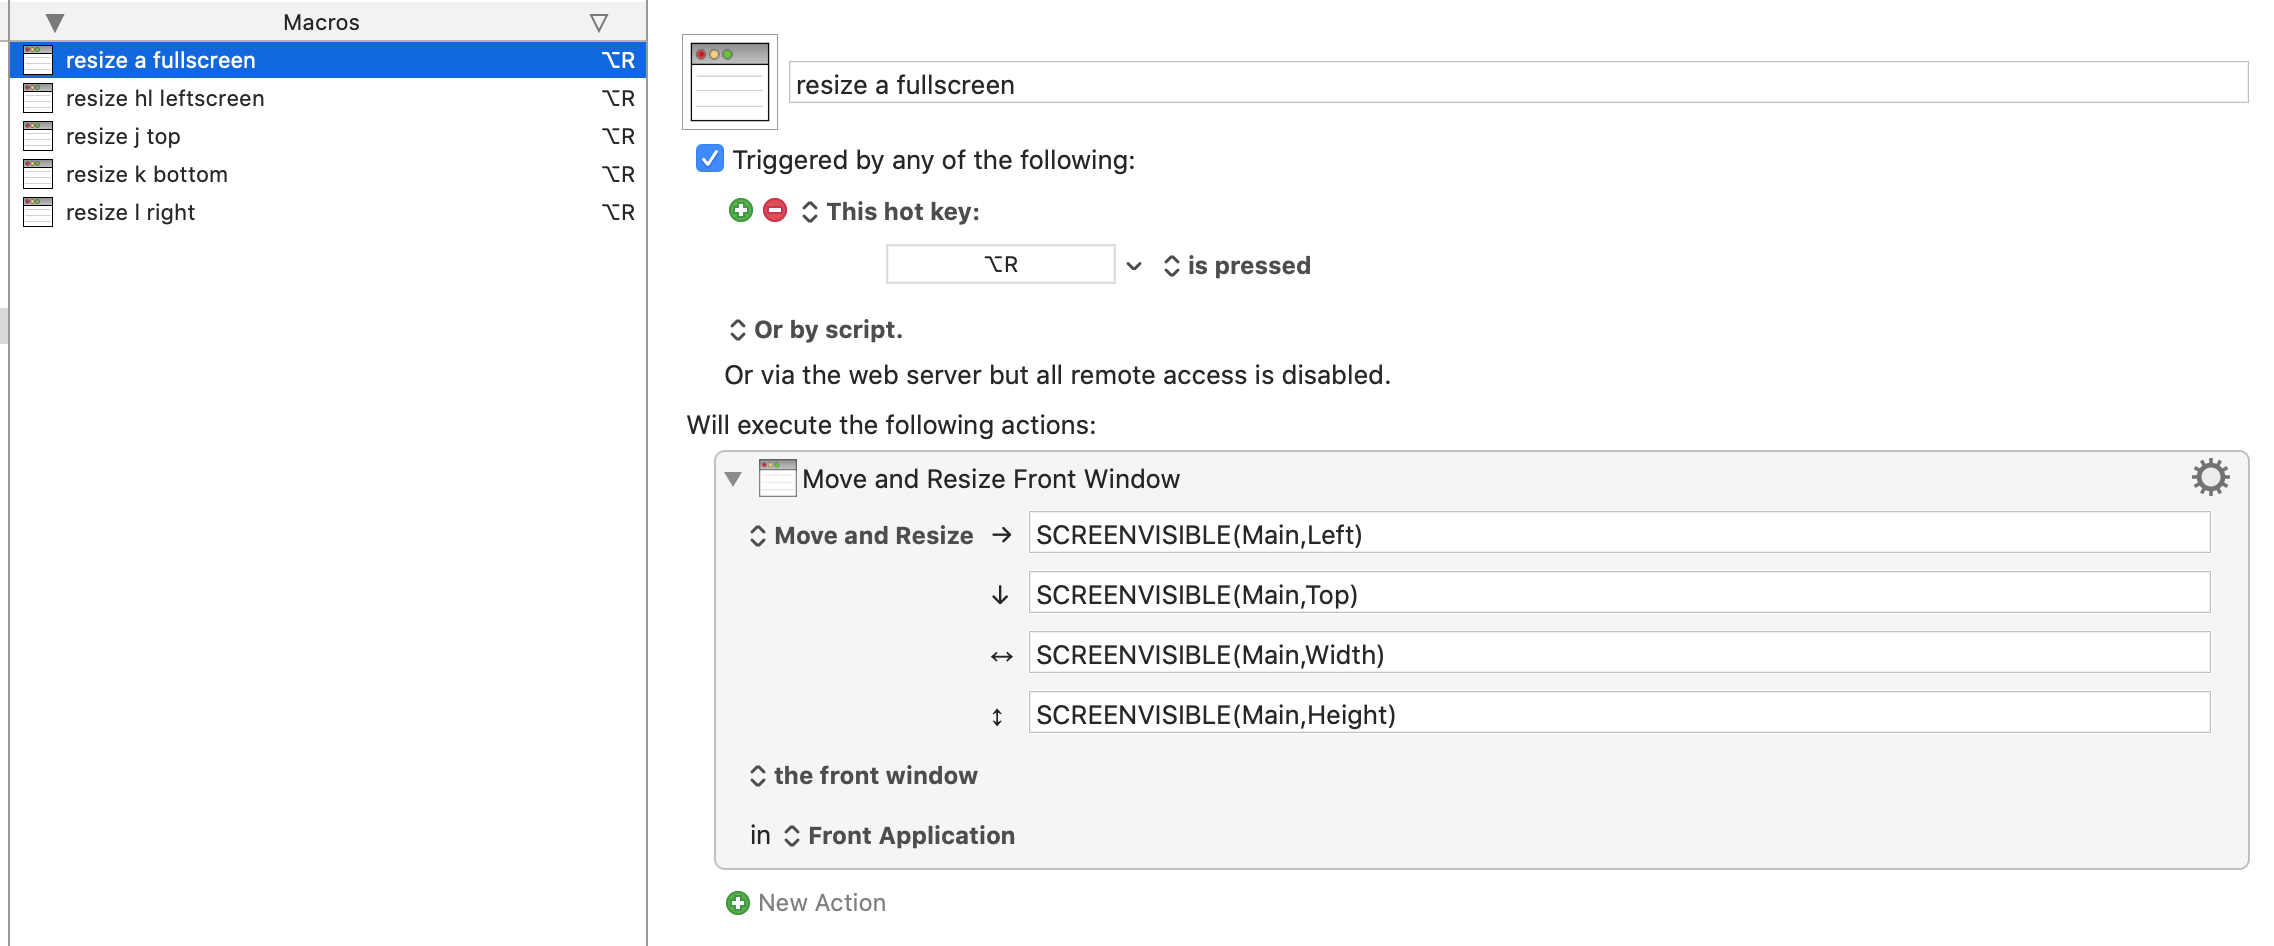 Macros
resize a fullscreen ⌥R
resize hl leftscreen ⌥R
resize j top ⌥R
resize k bottom ⌥R
resize l right ⌥R
resize a fullscreen
Triggered by any of the following:
This hot key:
⌥R is pressed
Or by script.
Or via the web server but all remote access is disabled.
Will execute the following actions:
Move and Resize Front Window
Move and Resize → SCREENVISIBLE(Main,Left)
↓ SCREENVISIBLE(Main,Top)
↔ SCREENVISIBLE(Main,Width)
↕ SCREENVISIBLE(Main,Height)
the front window
in Front Application
New Action